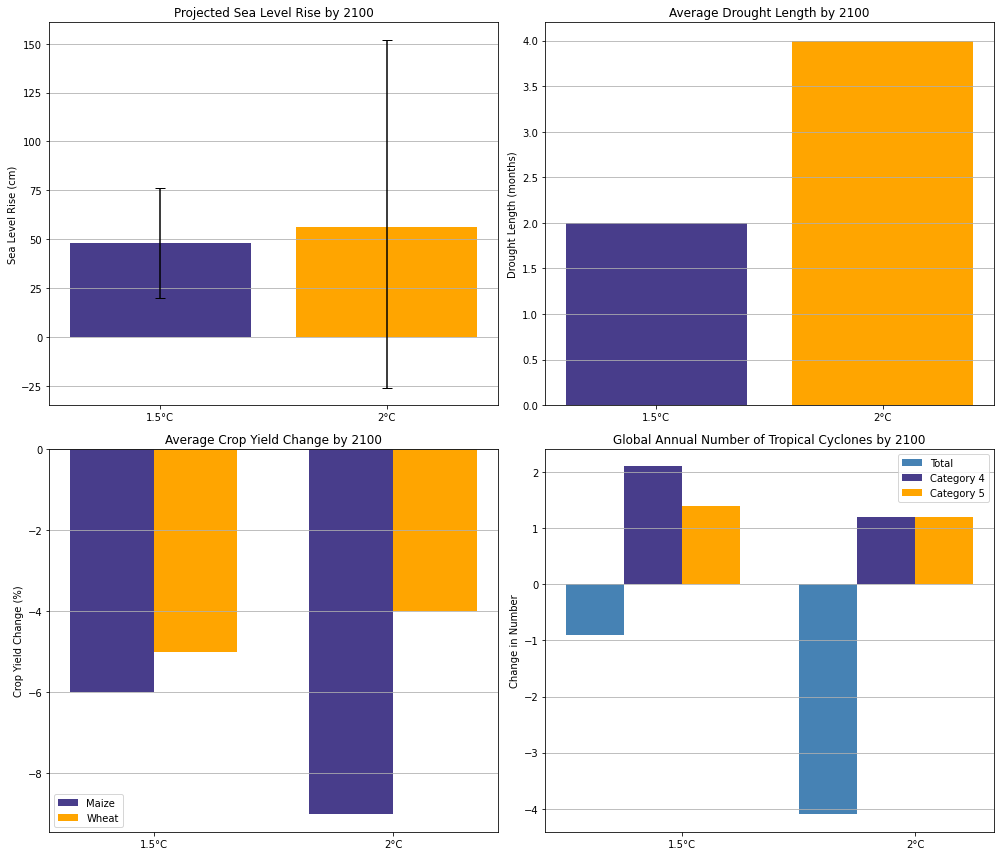 Projected Sea Level Rise by 2100
Sea Level Rise (cm)
150
125
100
75
50
25
0
−25
1.5°C 2°C
Average Drought Length by 2100
Drought Length (months)
4.0
3.5
3.0
2.5
2.0
1.5
1.0
0.5
0.0
1.5°C 2°C
Average Crop Yield Change by 2100
Crop Yield Change (%)
0
−2
−4
−6
−8
Maize
Wheat
1.5°C 2°C
Global Annual Number of Tropical Cyclones by 2100
Change in Number
2
1
0
−1
−2
−3
−4
Total
Category 4
Category 5
1.5°C 2°C